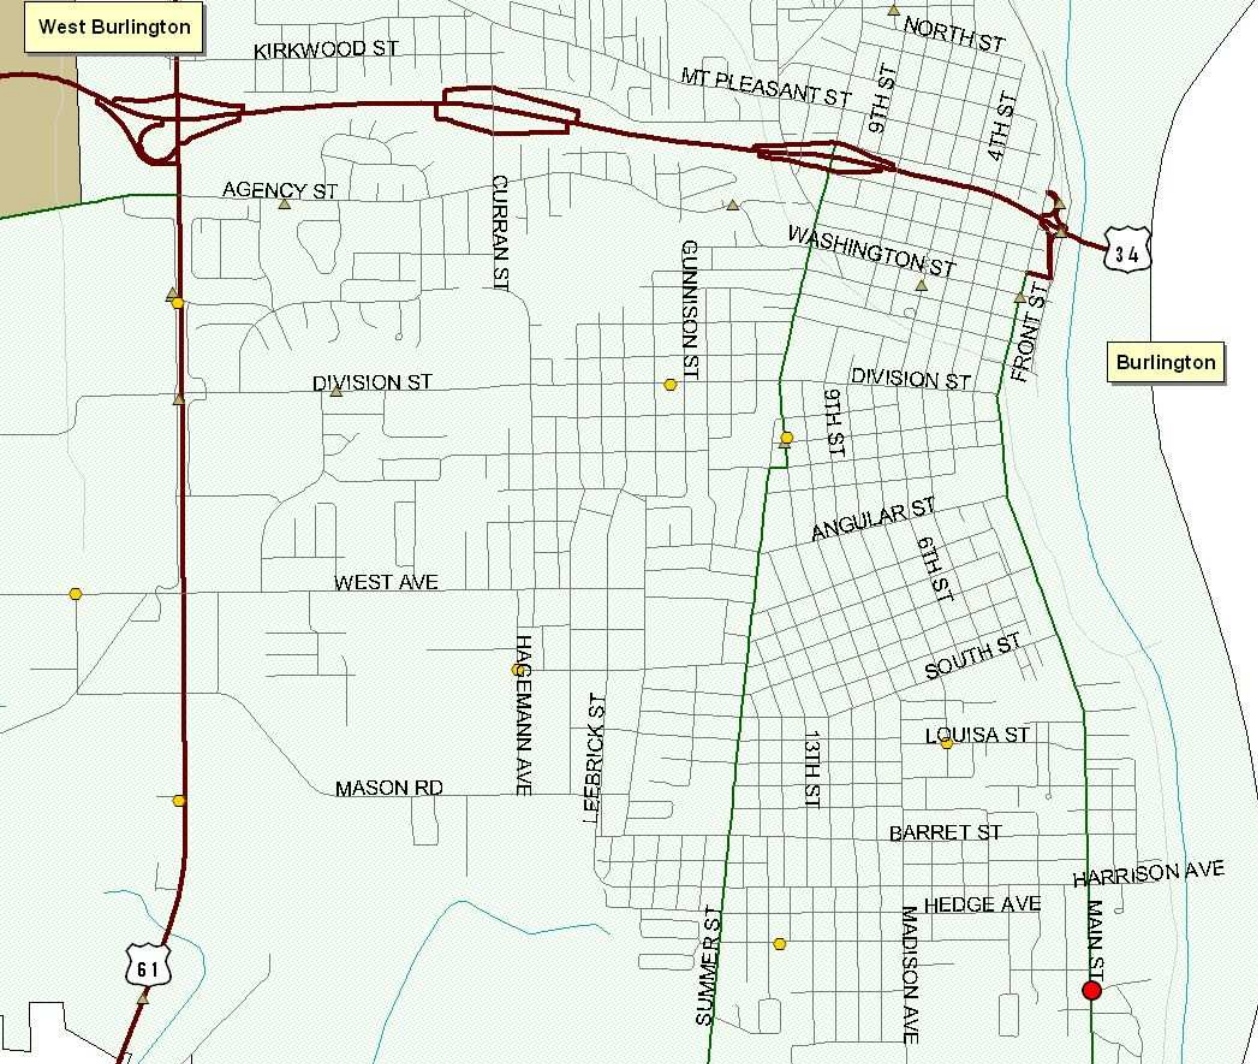 West Burlington
KIRKWOOD ST
NORTH ST
MT PLEASANT ST
9TH ST
4TH ST
AGENCY ST
CURRAN ST
WASHINGTON ST
34
GUNNISON ST
FRONT ST
Burlington
DIVISION ST
DIVISION ST
9TH ST
ANGULAR ST
6TH ST
WEST AVE
HAGEMANN AVE
SOUTH ST
LEEBRICK ST
LOUISA ST
13TH ST
MASON RD
BARRET ST
HARRISON AVE
HEDGE AVE
MAIN ST
SUMMER ST
MADISON AVE
61